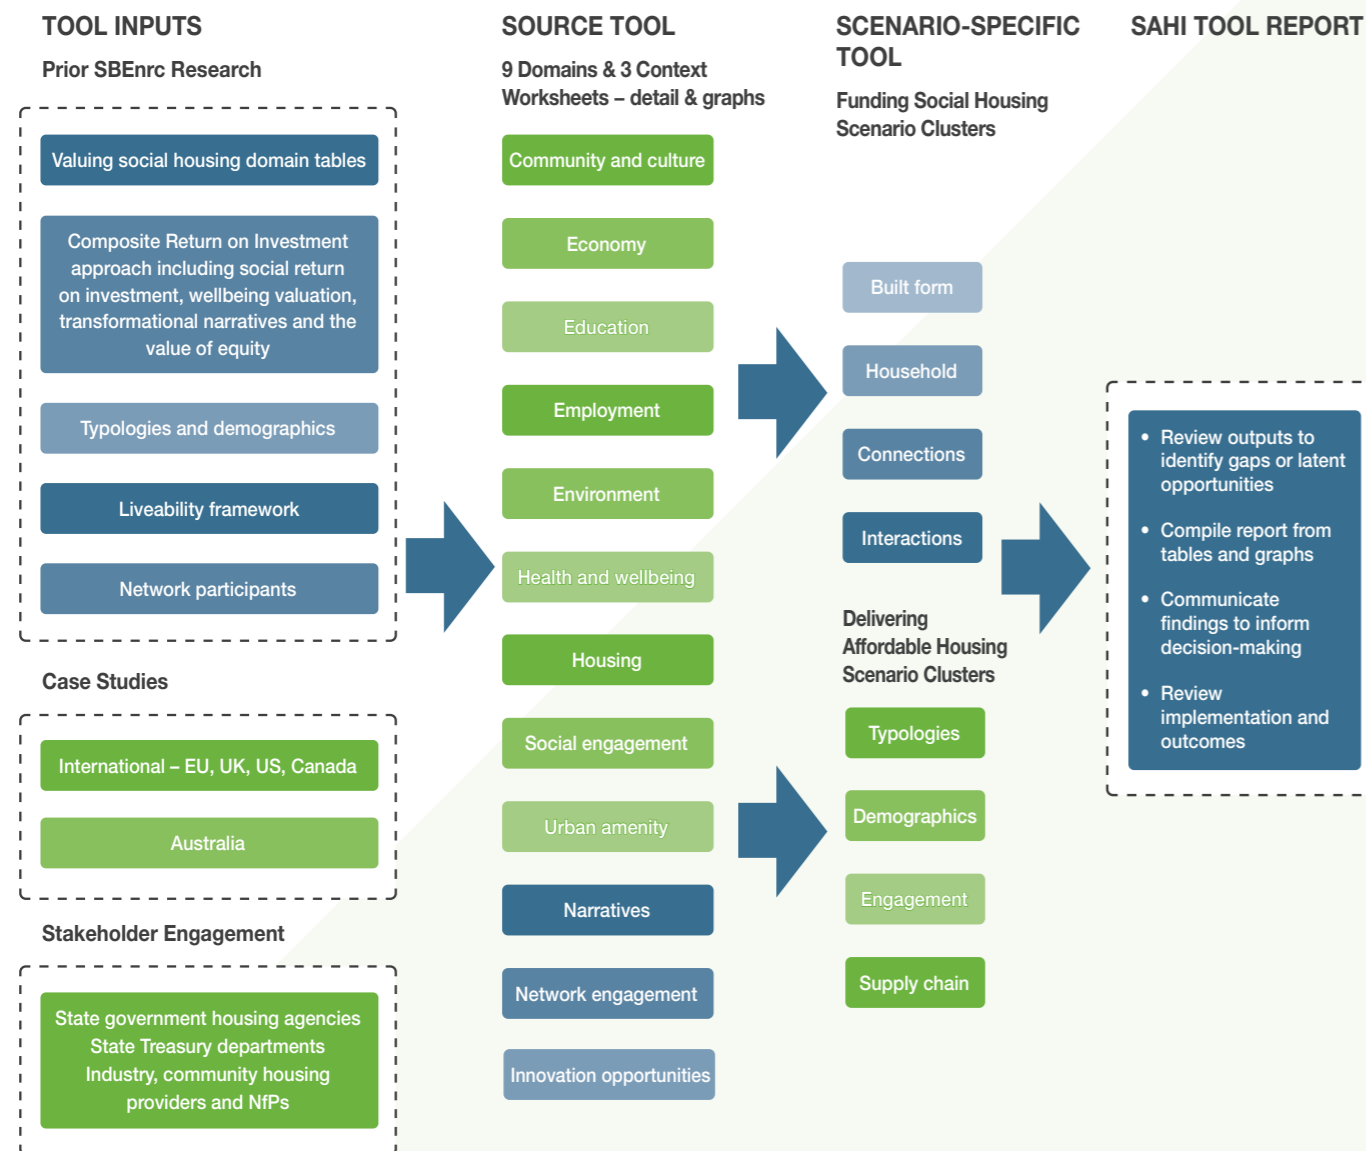 TOOL INPUTS
Prior SBEnrc Research
Valuing social housing domain tables
Composite Return on Investment
approach including social return
on investment, wellbeing valuation,
transformational narratives and the
value of equity
Typologies and demographics
Liveability framework
Network participants
Case Studies
International – EU, UK, US, Canada
Australia
Stakeholder Engagement
State government housing agencies
State Treasury departments
Industry, community housing
providers and NfPs
SOURCE TOOL
9 Domains & 3 Context
Worksheets – detail & graphs
Community and culture
Economy
Education
Employment
Environment
Health and wellbeing
Housing
Social engagement
Urban amenity
Narratives
Network engagement
Innovation opportunities
SCENARIO-SPECIFIC
TOOL
Funding Social Housing
Scenario Clusters
Built form
Household
Connections
Interactions
Delivering
Affordable Housing
Scenario Clusters
Typologies
Demographics
Engagement
Supply chain
SAHI TOOL REPORT
• Review outputs to
identify gaps or latent
opportunities
• Compile report from
tables and graphs
• Communicate
findings to inform
decision-making
• Review
implementation and
outcomes